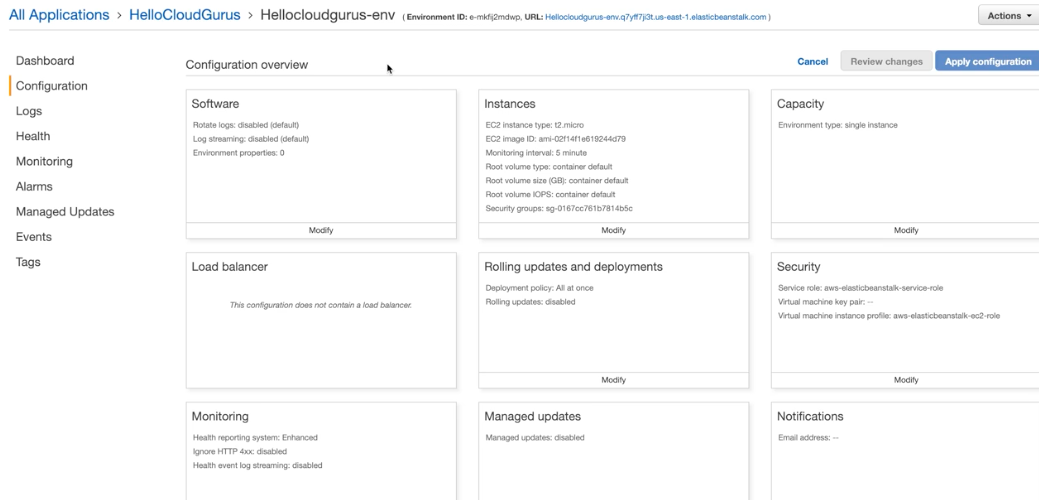 All Applications > HelloCloudGurus > Hellocloudgurus-env ( Environment ID: e-mkfij2mdwp, URL: Hellocloudgurus-env.q7yff7ji3t.us-east-1.elasticbeanstalk.com )
Actions
Dashboard
Configuration
Logs
Health
Monitoring
Alarms
Managed Updates
Events
Tags
Configuration overview
Cancel
Review changes
Apply configuration
Software
Rotate logs: disabled (default)
Log streaming: disabled (default)
Environment properties: 0
Modify
Instances
EC2 instance type: t2.micro
EC2 image ID: ami-02f14f1e619244d79
Monitoring interval: 5 minute
Root volume type: container default
Root volume size (GB): container default
Root volume IOPS: container default
Security groups: sg-0167cc761b7814b5c
Modify
Capacity
Environment type: single instance
Modify
Load balancer
This configuration does not contain a load balancer.
Rolling updates and deployments
Deployment policy: All at once
Rolling updates: disabled
Modify
Security
Service role: aws-elasticbeanstalk-service-role
Virtual machine key pair: --
Virtual machine instance profile: aws-elasticbeanstalk-ec2-role
Modify
Monitoring
Health reporting system: Enhanced
Ignore HTTP 4xx: disabled
Health event log streaming: disabled
Managed updates
Managed updates: disabled
Notifications
Email address: --